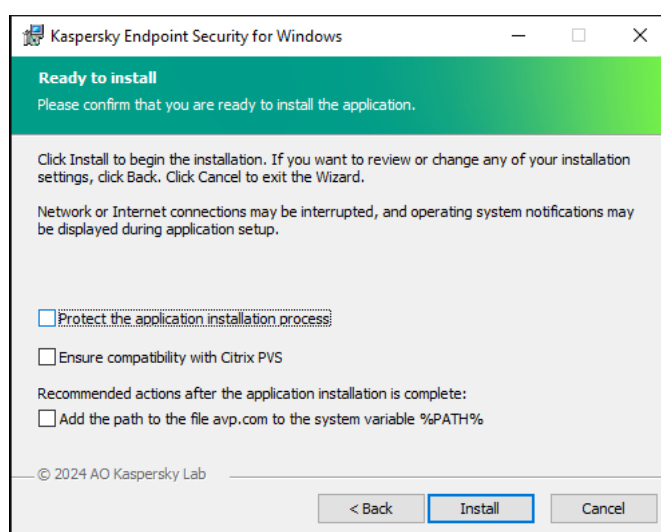 Kaspersky Endpoint Security for Windows
Ready to install
Please confirm that you are ready to install the application.
Click Install to begin the installation. If you want to review or change any of your installation
settings, click Back. Click Cancel to exit the Wizard.
Network or Internet connections may be interrupted, and operating system notifications may
be displayed during application setup.
Protect the application installation process
Ensure compatibility with Citrix PVS
Recommended actions after the application installation is complete:
Add the path to the file avp.com to the system variable %PATH%
© 2024 AO Kaspersky Lab
< Back Install Cancel